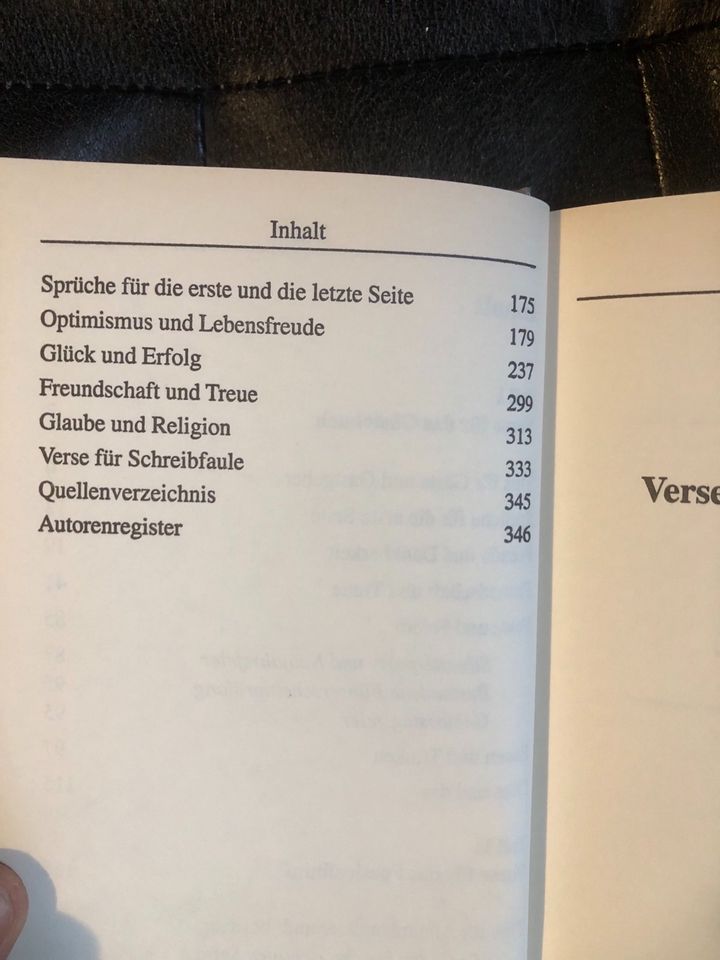 Inhalt
Sprüche für die erste und die letzte Seite 175
Optimismus und Lebensfreude 179
Glück und Erfolg 237
Freundschaft und Treue 299
Glaube und Religion 313
Verse für Schreibfaule 333
Quellenverzeichnis 345
Autorenregister 346
Verse